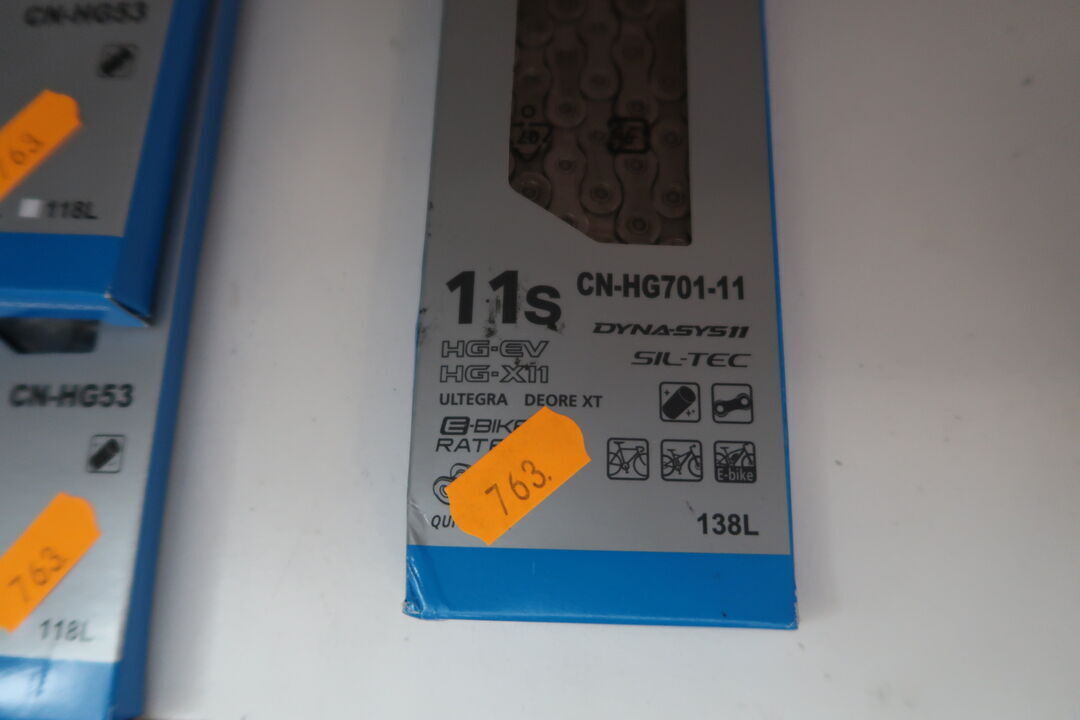 CN-HG53
763.
118L
CN-HG53
763.
118L
11s CN-HG701-11
DYNA-SYS11
HG-EV
SIL-TEC
HG-X11
ULTEGRA DEORE XT
E-BIKE
763.
E-bike
138L